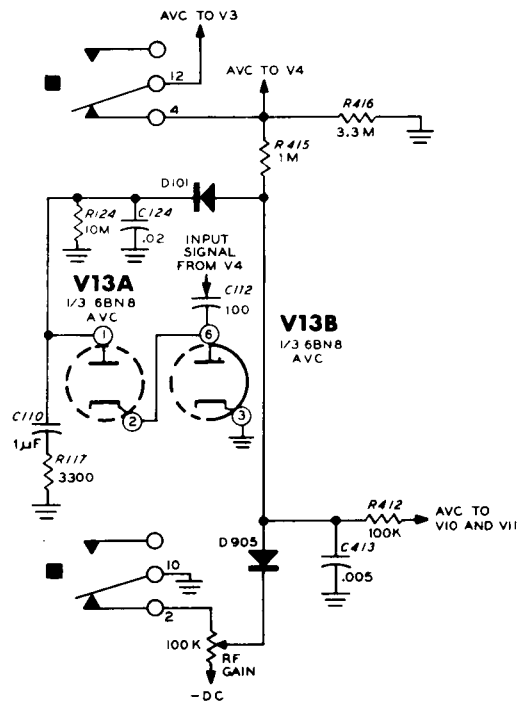 AVC TO V3
12
AVC TO V4
4
R416
3.3 M
R415
1M
D101
R124
10M
C124
.02
INPUT
SIGNAL
FROM V4
C112
100
V13A
1/3 6BN8
AVC
1
2
6
3
V13B
1/3 6BN8
AVC
C110
1µF
R117
3300
R412
100K
AVC TO
V10 AND V11
D905
C413
.005
10
2
100K
RF
GAIN
-DC